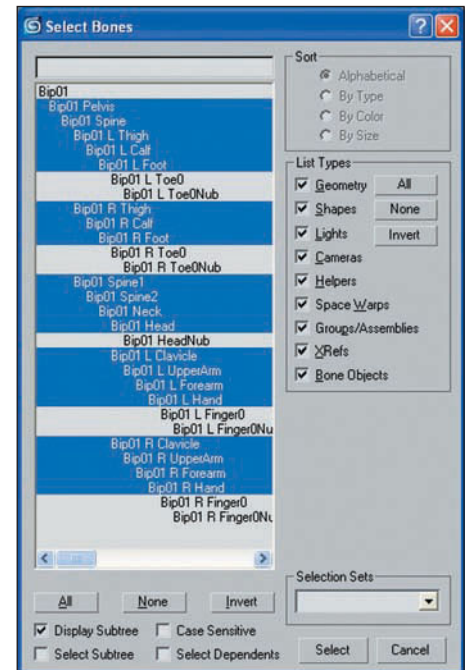 Select Bones
Bip01
Bip01 Pelvis
Bip01 Spine
Bip01 L Thigh
Bip01 L Calf
Bip01 L Foot
Bip01 L Toe0
Bip01 L Toe0Nub
Bip01 R Thigh
Bip01 R Calf
Bip01 R Foot
Bip01 R Toe0
Bip01 R Toe0Nub
Bip01 Spine1
Bip01 Spine2
Bip01 Neck
Bip01 Head
Bip01 HeadNub
Bip01 L Clavicle
Bip01 L UpperArm
Bip01 L Forearm
Bip01 L Hand
Bip01 L Finger0
Bip01 L Finger0Nu
Bip01 R Clavicle
Bip01 R UpperArm
Bip01 R Forearm
Bip01 R Hand
Bip01 R Finger0
Bip01 R Finger0Nu
All None Invert
Display Subtree Case Sensitive
Select Subtree Select Dependents
Sort
Alphabetical
By Type
By Color
By Size
List Types
Geometry All
Shapes None
Lights Invert
Cameras
Helpers
Space Warps
Groups/Assemblies
XRefs
Bone Objects
Selection Sets
Select Cancel